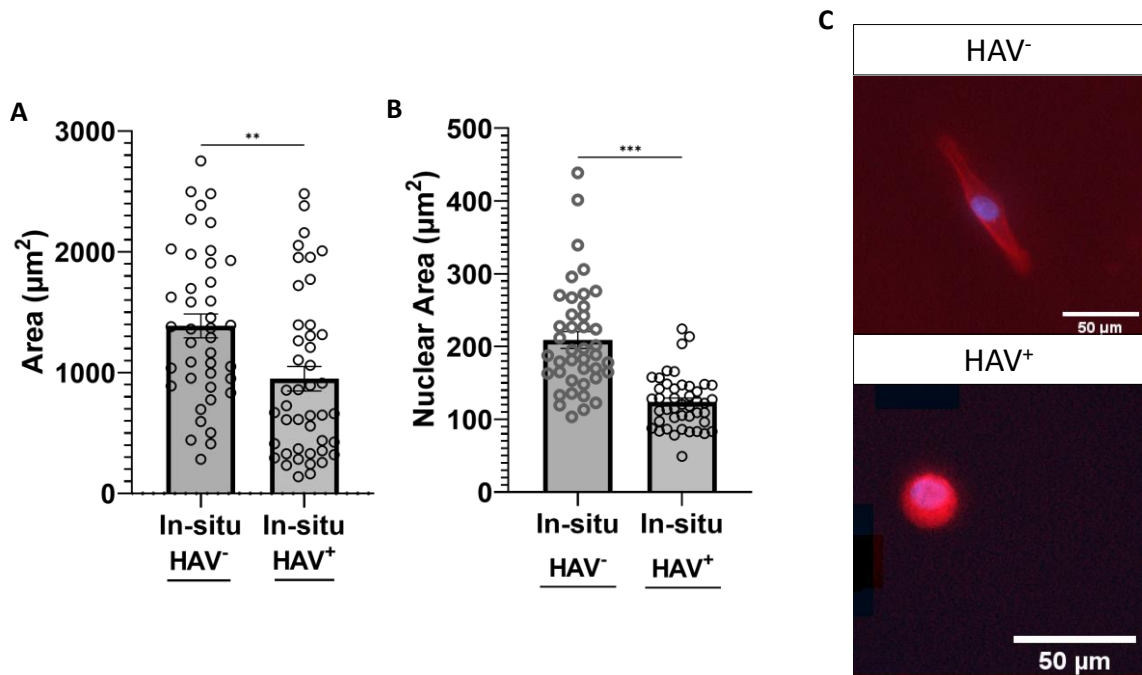 A
Area (µm²)
3000
2000
1000
0
**
In-situ In-situ
HAV⁻ HAV⁺
B
Nuclear Area (µm²)
500
400
300
200
100
0
***
In-situ In-situ
HAV⁻ HAV⁺
C
HAV⁻
50 µm
HAV⁺
50 µm